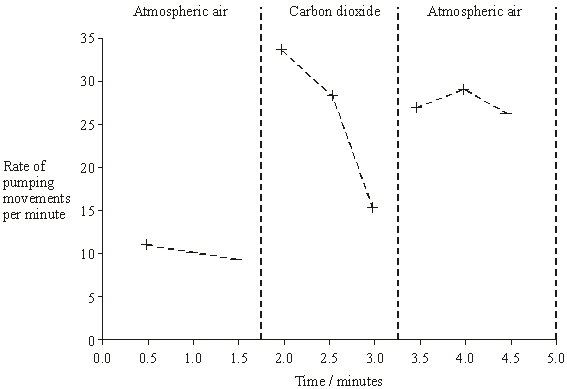 Atmospheric air Carbon dioxide Atmospheric air
35
30
25
20
15
10
5
0
Rate of
pumping
movements
per minute
0.0 0.5 1.0 1.5 2.0 2.5 3.0 3.5 4.0 4.5 5.0
Time / minutes